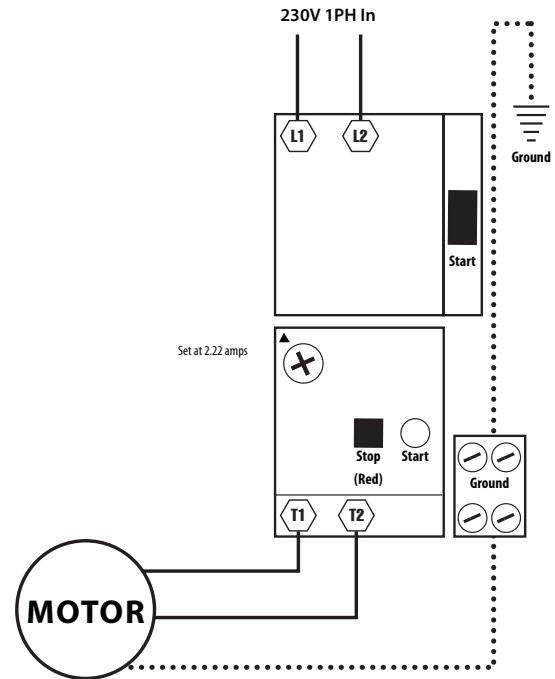 230V 1PH In
L1
L2
Ground
Start
Set at 2.22 amps
Stop
(Red)
Start
Ground
T1
T2
MOTOR